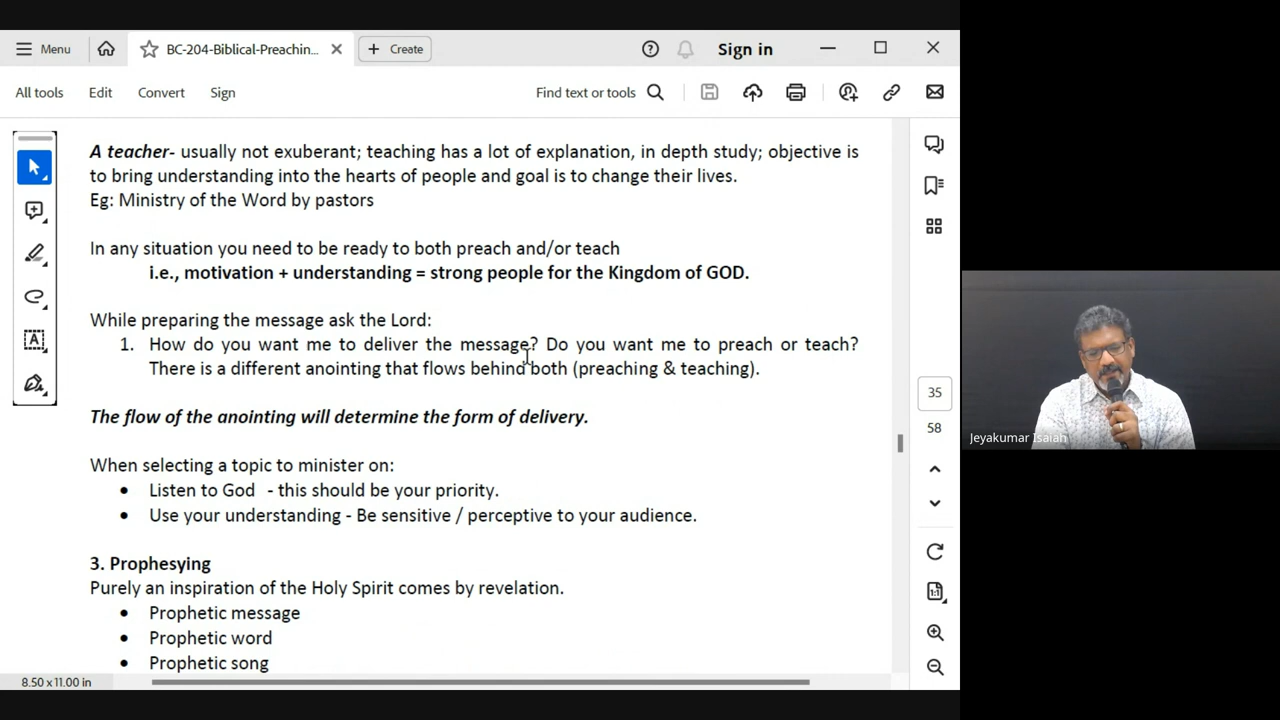 Menu
BC-204-Biblical-Preachin...
Create
Sign in
All tools
Edit
Convert
Sign
Find text or tools
A teacher- usually not exuberant; teaching has a lot of explanation, in depth study; objective is
to bring understanding into the hearts of people and goal is to change their lives.
Eg: Ministry of the Word by pastors
In any situation you need to be ready to both preach and/or teach
i.e., motivation + understanding = strong people for the Kingdom of GOD.
While preparing the message ask the Lord:
1. How do you want me to deliver the message? Do you want me to preach or teach?
There is a different anointing that flows behind both (preaching & teaching).
The flow of the anointing will determine the form of delivery.
When selecting a topic to minister on:
• Listen to God - this should be your priority.
• Use your understanding - Be sensitive / perceptive to your audience.
3. Prophesying
Purely an inspiration of the Holy Spirit comes by revelation.
• Prophetic message
• Prophetic word
• Prophetic song
35
58
1:1
8.50 x 11.00 in
Jeyakumar Isaiah